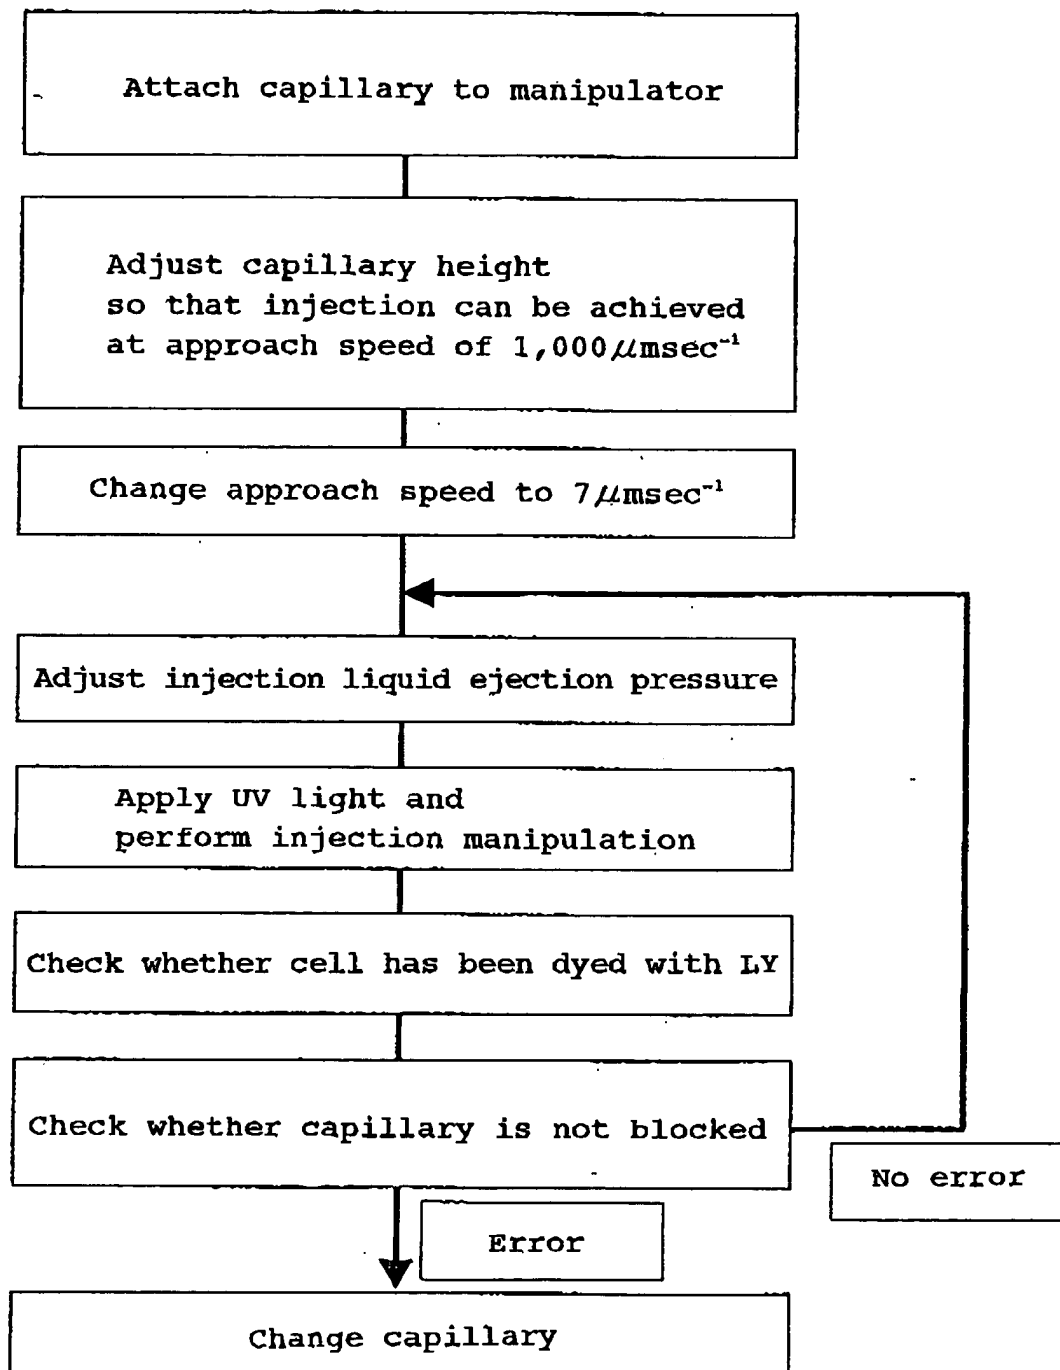 Attach capillary to manipulator
Adjust capillary height
so that injection can be achieved
at approach speed of 1,000μmsec⁻¹
Change approach speed to 7μmsec⁻¹
Adjust injection liquid ejection pressure
Apply UV light and
perform injection manipulation
Check whether cell has been dyed with LY
Check whether capillary is not blocked
No error
Error
Change capillary